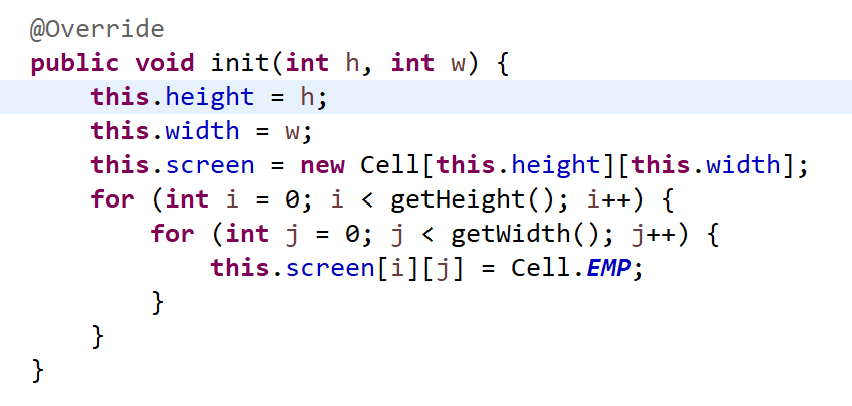 @Override
public void init(int h, int w) {
    this.height = h;
    this.width = w;
    this.screen = new Cell[this.height][this.width];
    for (int i = 0; i < getHeight(); i++) {
        for (int j = 0; j < getWidth(); j++) {
            this.screen[i][j] = Cell.EMP;
        }
    }
}